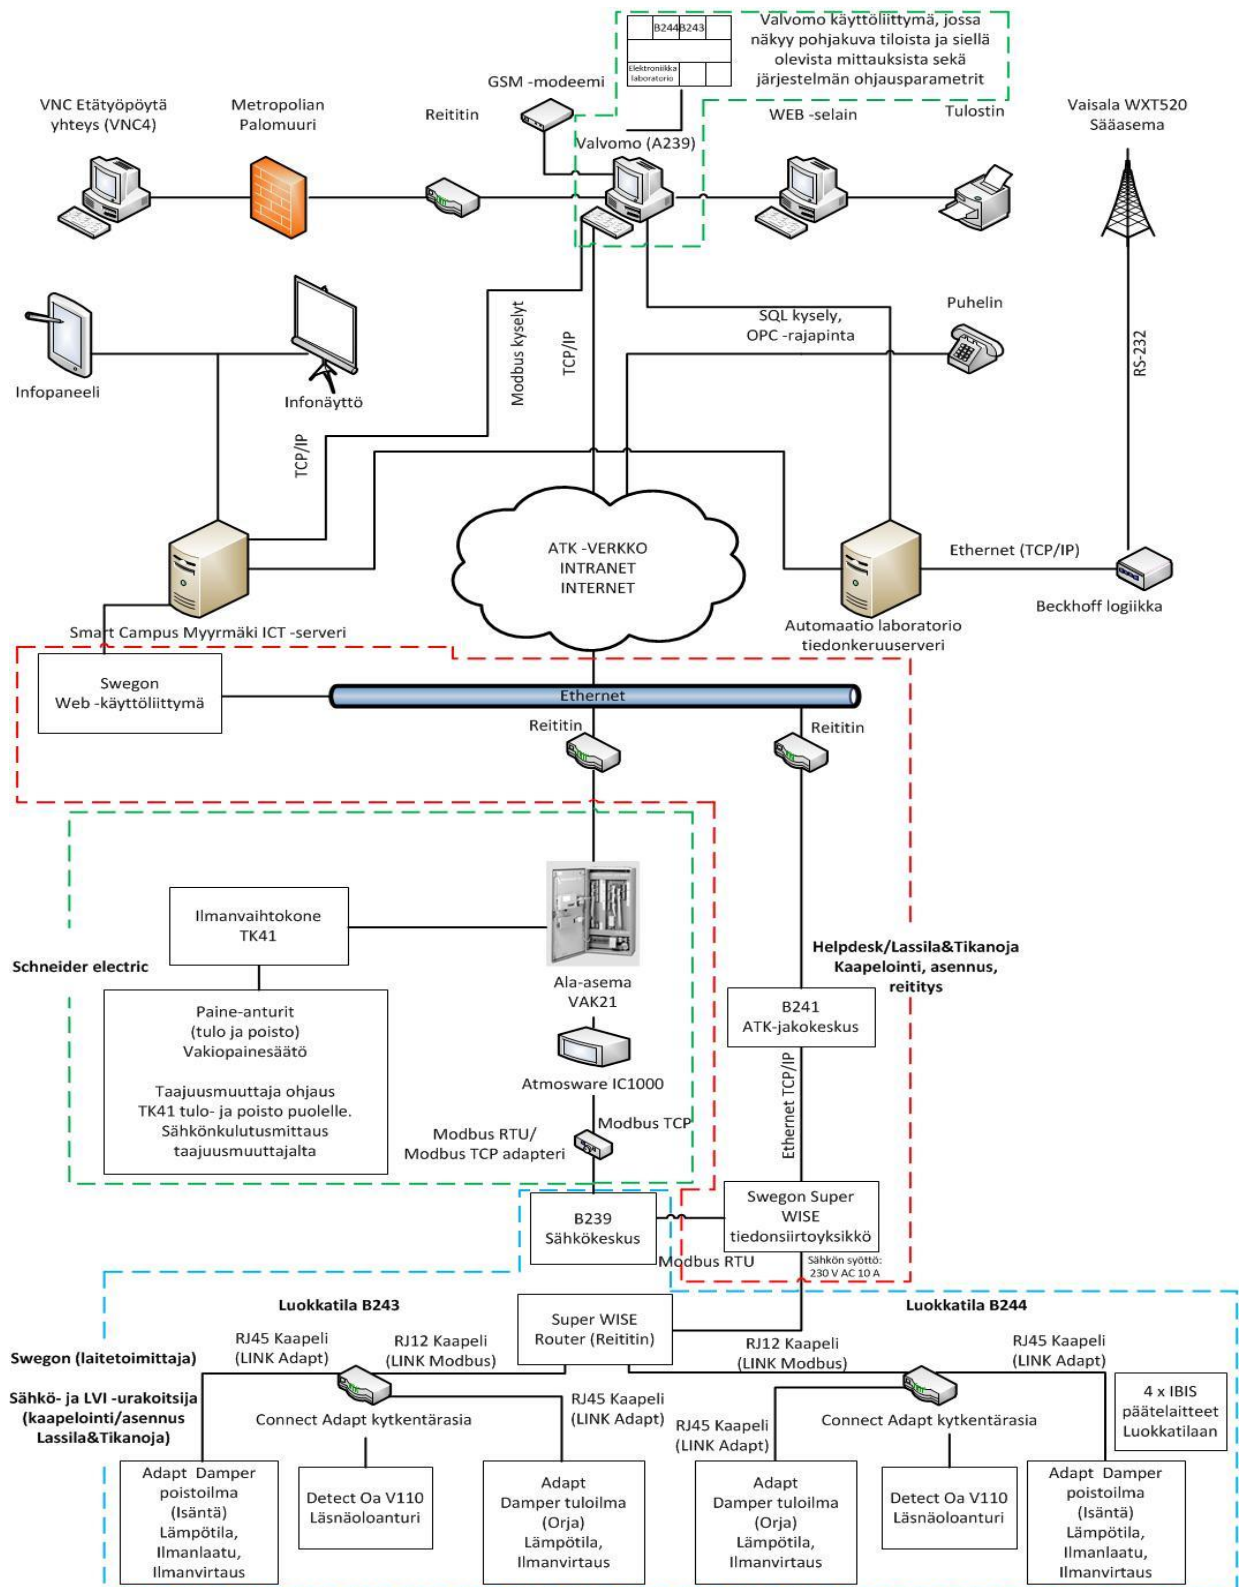 B244
B243
Elektroniikka
laboratorio
Valvomo käyttöliittymä, jossa
näkyy pohjakuva tiloista ja siellä
olevista mittauksista sekä
järjestelmän ohjausparametrit
GSM -modeemi
VNC Etätyöpöytä
yhteys (VNC4)
Metropolian
Palomuuri
Reititin
Valvomo (A239)
WEB -selain
Tulostin
Vaisala WXT520
Sääasema
Infopaneeli
Infonäyttö
Modbus kyselyt
TCP/IP
TCP/IP
SQL kysely,
OPC -rajapinta
Puhelin
RS-232
ATK -VERKKO
INTRANET
INTERNET
Ethernet (TCP/IP)
Beckhoff logiikka
Smart Campus Myyrmäki ICT -serveri
Automaatio laboratorio
tiedonkeruuserveri
Swegon
Web -käyttöliittymä
Ethernet
Reititin
Reititin
Ilmanvaihtokone
TK41
Schneider electric
Paine-anturit
(tulo ja poisto)
Vakiopainesäätö
Taajuusmuuttaja ohjaus
TK41 tulo- ja poisto puolelle.
Sähkönkulutusmittaus
taajuusmuuttajalta
Ala-asema
VAK21
Atmosware IC1000
Modbus TCP
Modbus RTU/
Modbus TCP adapteri
Helpdesk/Lassila&Tikanoja
Kaapelointi, asennus,
reititys
B241
ATK-jakokeskus
Ethernet TCP/IP
B239
Sähkökeskus
Modbus RTU
Swegon Super
WISE
tiedonsiirtoyksikkö
Sähkön syöttö:
230 V AC 10 A
Luokkatila B243
Super WISE
Router (Reititin)
Luokkatila B244
Swegon (laitetoimittaja)
Sähkö- ja LVI -urakoitsija
(kaapelointi/asennus
Lassila&Tikanoja)
RJ45 Kaapeli
(LINK Adapt)
RJ12 Kaapeli
(LINK Modbus)
RJ45 Kaapeli
(LINK Adapt)
Connect Adapt kytkentärasia
RJ12 Kaapeli
(LINK Modbus)
RJ45 Kaapeli
(LINK Adapt)
RJ45 Kaapeli
(LINK Adapt)
Connect Adapt kytkentärasia
4 x IBIS
päätelaitteet
Luokkatilaan
Adapt Damper
poistoilma
(Isäntä)
Lämpötila,
Ilmanlaatu,
Ilmanvirtaus
Detect Oa V110
Läsnäoloanturi
Adapt
Damper tuloilma
(Orja)
Lämpötila,
Ilmanvirtaus
Adapt
Damper tuloilma
(Orja)
Lämpötila,
Ilmanvirtaus
Detect Oa V110
Läsnäoloanturi
Adapt Damper
poistoilma
(Isäntä)
Lämpötila,
Ilmanlaatu,
Ilmanvirtaus